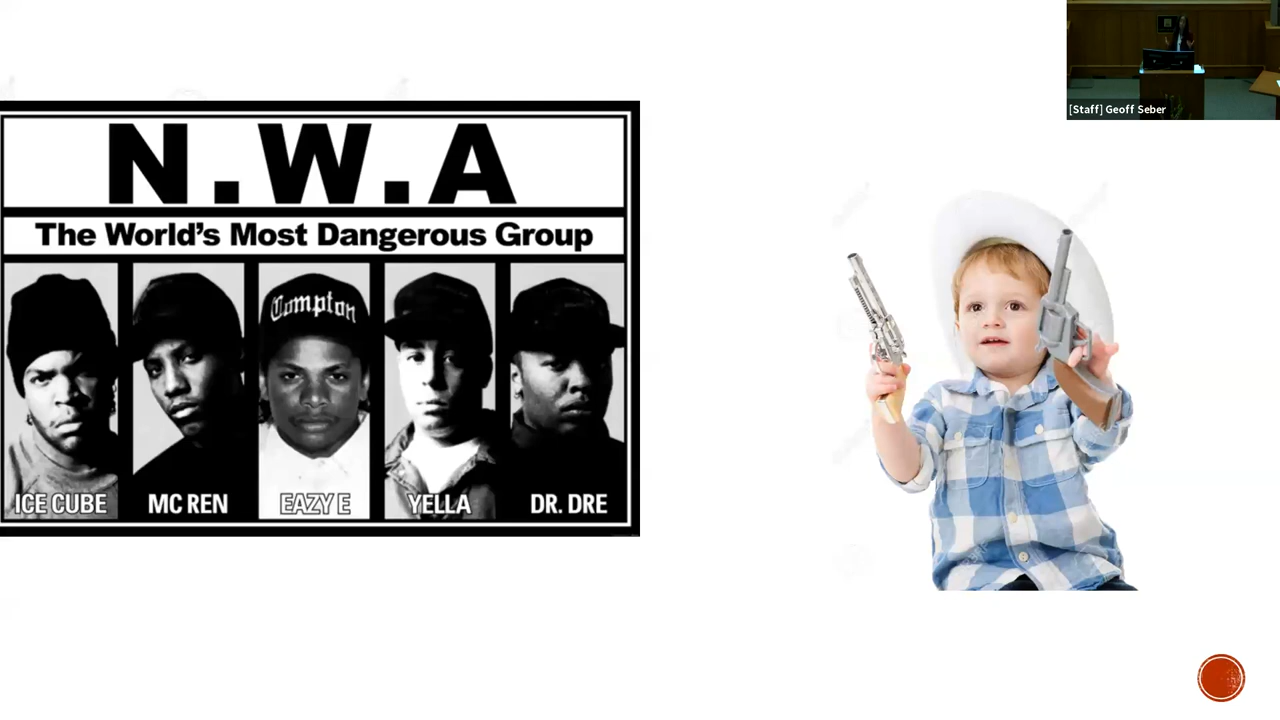 [Staff] Geoff Seber
N.W.A
The World's Most Dangerous Group
Compton
ICE CUBE
MC REN
EAZY E
YELLA
DR. DRE